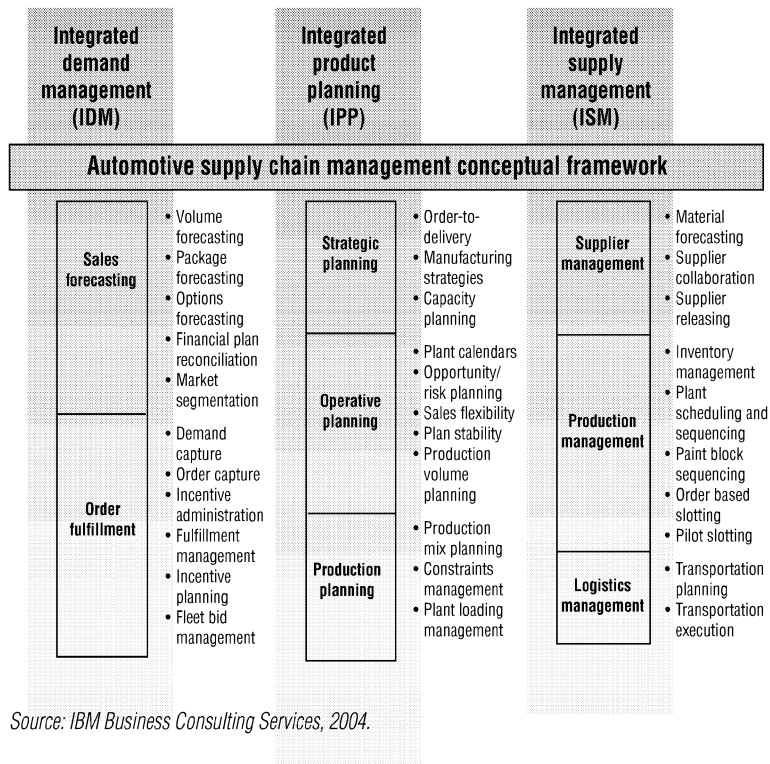 Integrated
demand
management
(IDM)
Integrated
product
planning
(IPP)
Integrated
supply
management
(ISM)
Automotive supply chain management conceptual framework
Sales
forecasting
• Volume
forecasting
• Package
forecasting
• Options
forecasting
• Financial plan
reconciliation
• Market
segmentation
Order
fulfillment
• Demand
capture
• Order capture
• Incentive
administration
• Fulfillment
management
• Incentive
planning
• Fleet bid
management
Strategic
planning
• Order-to-
delivery
• Manufacturing
strategies
• Capacity
planning
Operative
planning
• Plant calendars
• Opportunity/
risk planning
• Sales flexibility
• Plan stability
• Production
volume
planning
Production
planning
• Production
mix planning
• Constraints
management
• Plant loading
management
Supplier
management
• Material
forecasting
• Supplier
collaboration
• Supplier
releasing
Production
management
• Inventory
management
• Plant
scheduling and
sequencing
• Paint block
sequencing
• Order based
slotting
• Pilot slotting
Logistics
management
• Transportation
planning
• Transportation
execution
Source: IBM Business Consulting Services, 2004.